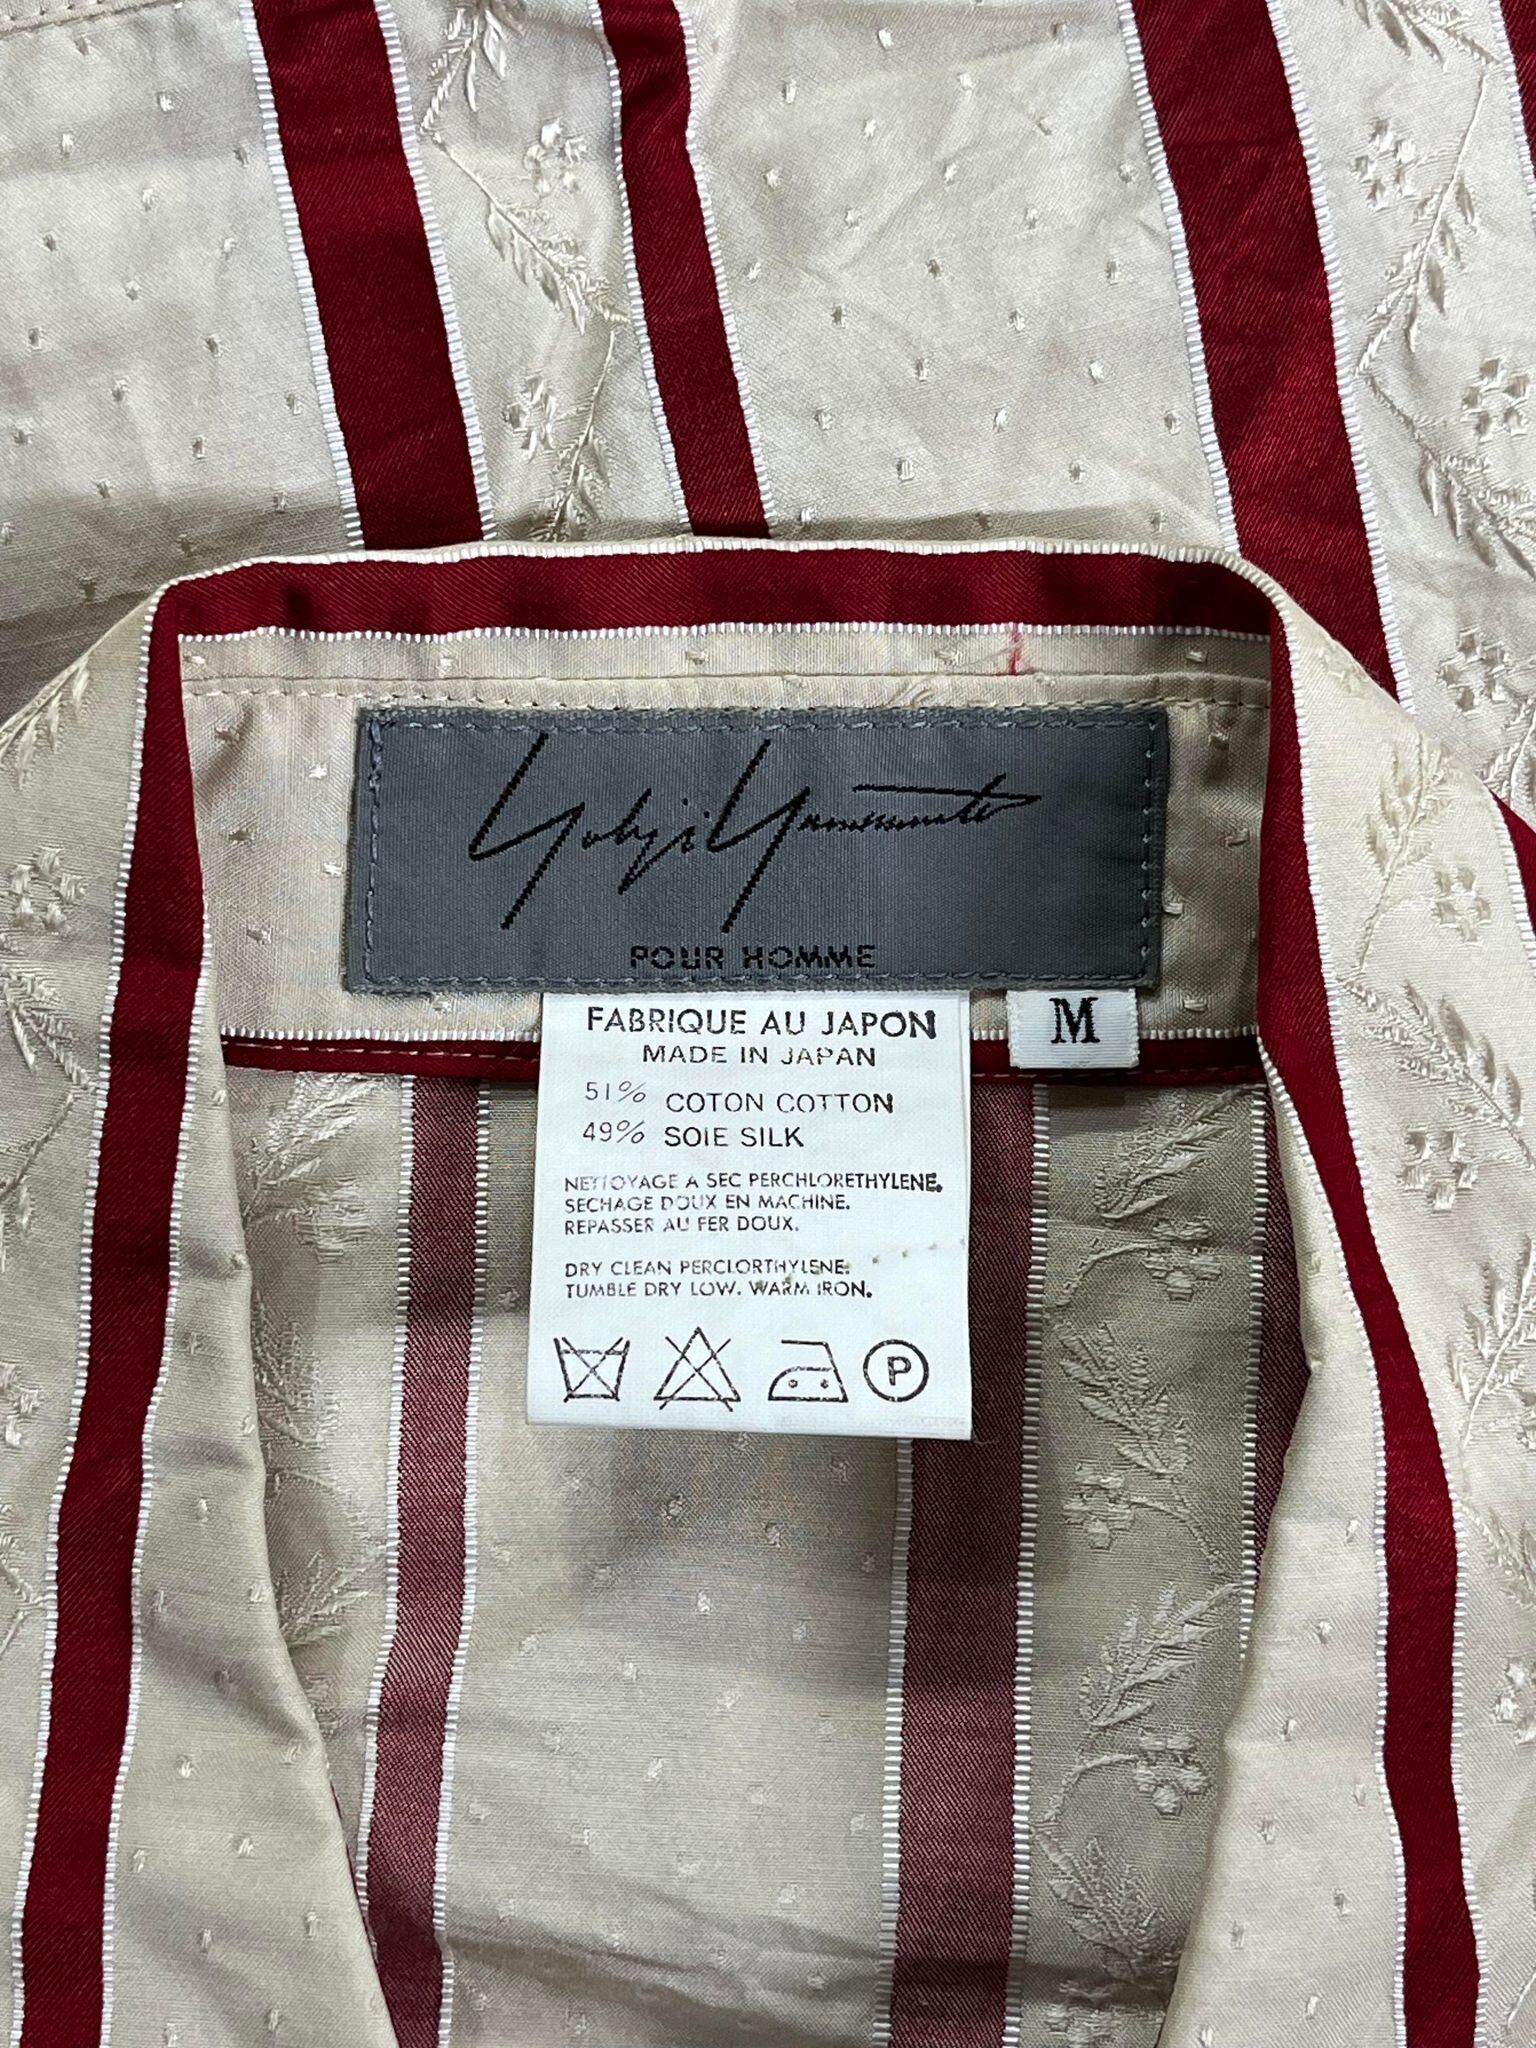 Yohji Yamamoto
POUR HOMME
FABRIQUE AU JAPON
MADE IN JAPAN
M
51% COTON COTTON
49% SOIE SILK
NETTOYAGE A SEC PERCHLORETHYLENE.
SECHAGE DOUX EN MACHINE.
REPASSER AU FER DOUX.
DRY CLEAN PERCLORTHYLENE.
TUMBLE DRY LOW. WARM IRON.
P